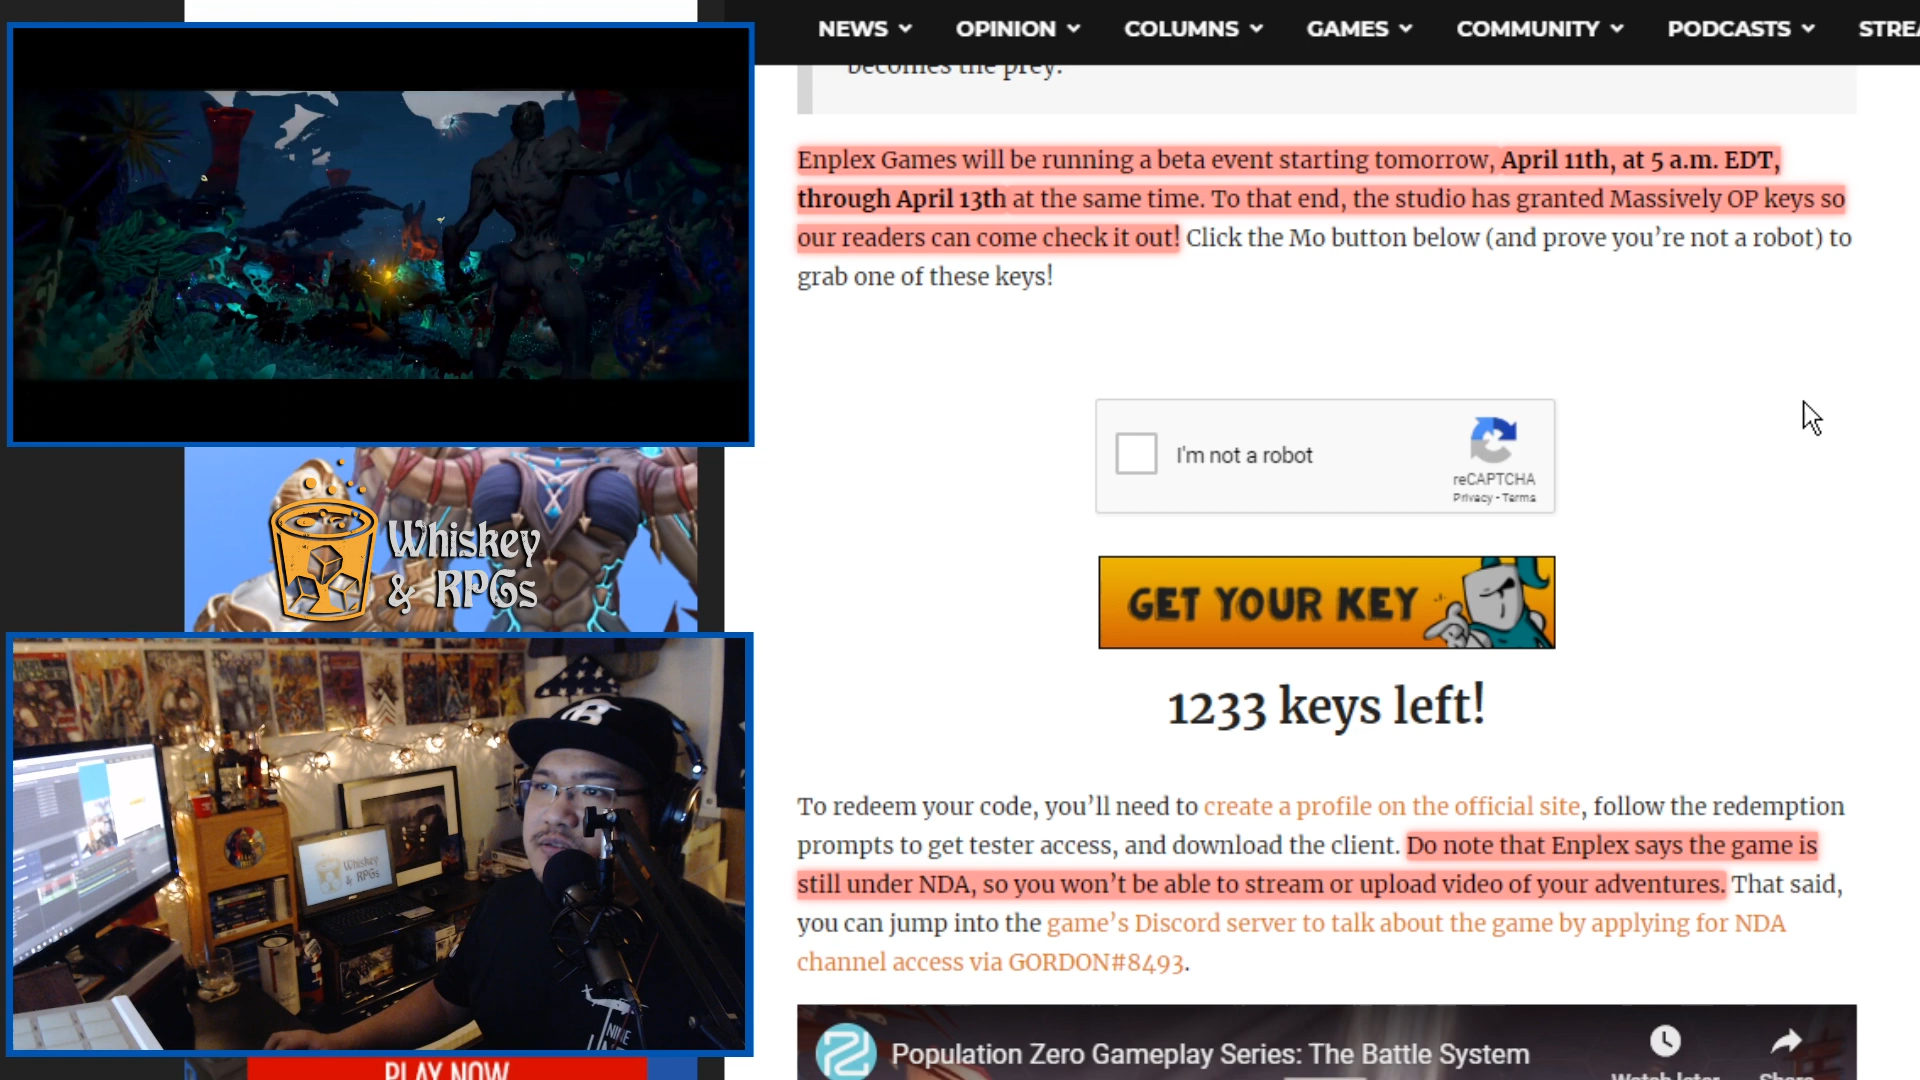 NEWS OPINION COLUMNS GAMES COMMUNITY PODCASTS STREA
becomes the prey.
Enplex Games will be running a beta event starting tomorrow, April 11th, at 5 a.m. EDT,
through April 13th at the same time. To that end, the studio has granted Massively OP keys so
our readers can come check it out! Click the Mo button below (and prove you’re not a robot) to
grab one of these keys!
I'm not a robot
reCAPTCHA
Privacy - Terms
GET YOUR KEY
1233 keys left!
To redeem your code, you’ll need to create a profile on the official site, follow the redemption
prompts to get tester access, and download the client. Do note that Enplex says the game is
still under NDA, so you won’t be able to stream or upload video of your adventures. That said,
you can jump into the game’s Discord server to talk about the game by applying for NDA
channel access via GORDON#8493.
Population Zero Gameplay Series: The Battle System
Watch later Share
Whiskey
& RPGs
Whiskey
& RPGs
NINE
PLAY NOW